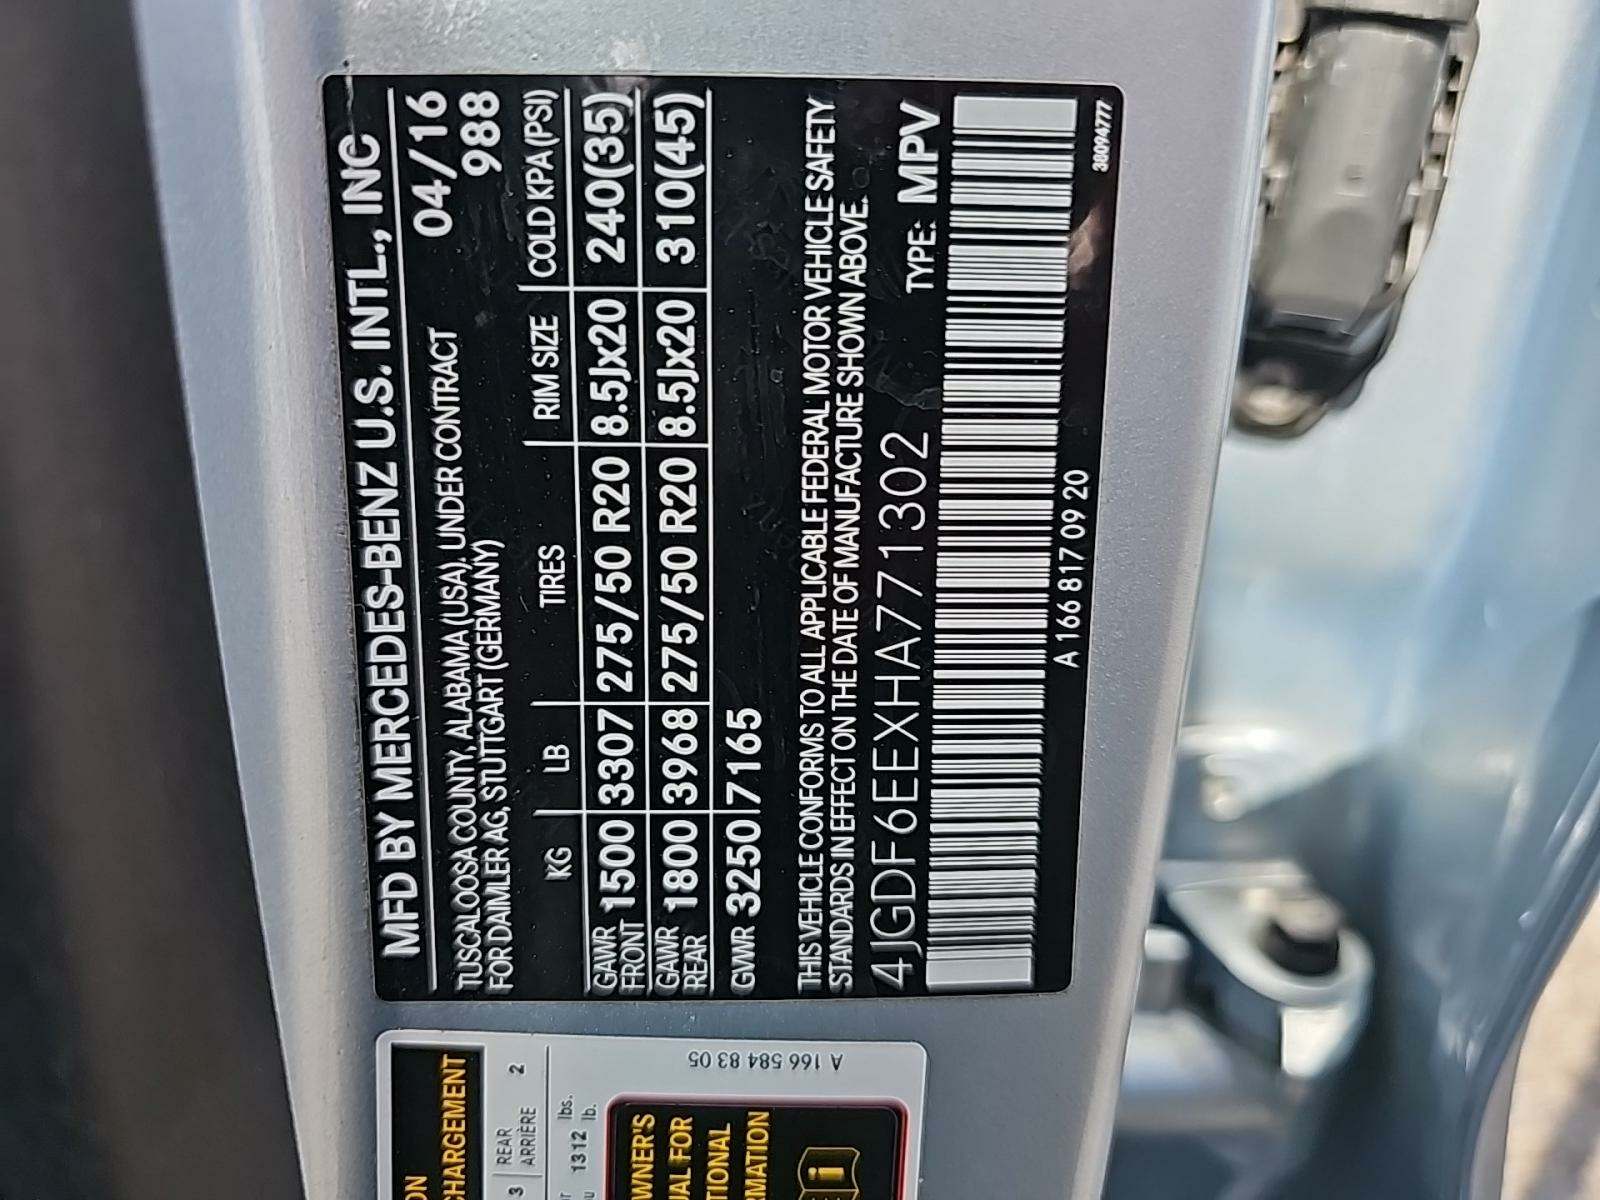 MFD BY MERCEDES-BENZ U.S. INTL., INC
TUSCALOOSA COUNTY, ALABAMA (USA), UNDER CONTRACT 04/16
FOR DAIMLER AG, STUTTGART (GERMANY) 988
KG LB TIRES RIM SIZE COLD KPA (PSI)
GAWR FRONT 1500 3307 275/50 R20 8.5Jx20 240(35)
GAWR REAR 1800 3968 275/50 R20 8.5Jx20 310(45)
GWWR 3250 7165
THIS VEHICLE CONFORMS TO ALL APPLICABLE FEDERAL MOTOR VEHICLE SAFETY
STANDARDS IN EFFECT ON THE DATE OF MANUFACTURE SHOWN ABOVE.
4JGDF6EEXHA771302 TYPE: MPV
A 166 817 09 20 38094777
A 166 584 83 05
CHARGEMENT
3 REAR 2
ARRIÈRE
1312 lbs.
lb.